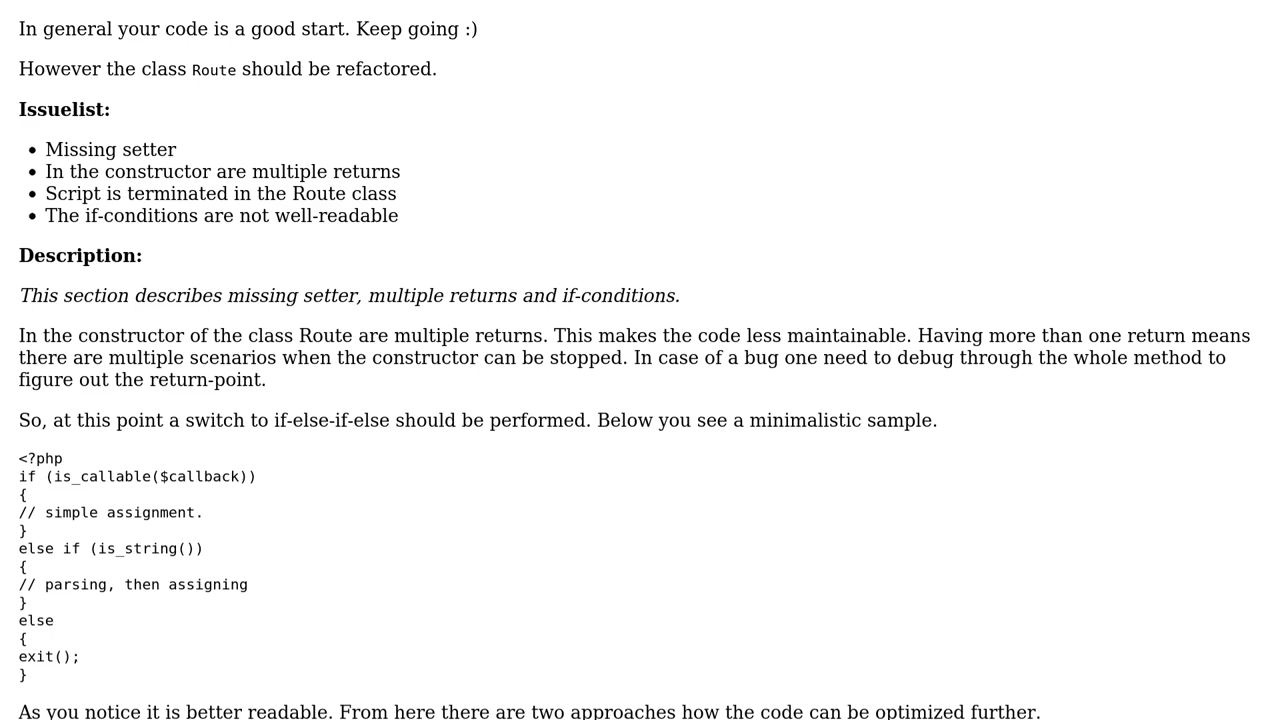 In general your code is a good start. Keep going :)
However the class Route should be refactored.
Issuelist:
• Missing setter
• In the constructor are multiple returns
• Script is terminated in the Route class
• The if-conditions are not well-readable
Description:
This section describes missing setter, multiple returns and if-conditions.
In the constructor of the class Route are multiple returns. This makes the code less maintainable. Having more than one return means
there are multiple scenarios when the constructor can be stopped. In case of a bug one need to debug through the whole method to
figure out the return-point.
So, at this point a switch to if-else-if-else should be performed. Below you see a minimalistic sample.
<?php
if (is_callable($callback))
{
// simple assignment.
}
else if (is_string())
{
// parsing, then assigning
}
else
{
exit();
}
As you notice it is better readable. From here there are two approaches how the code can be optimized further.